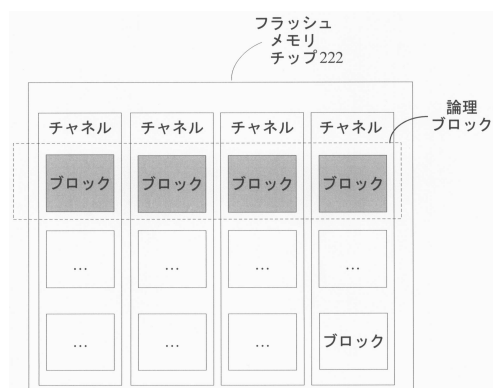 フラッシュ
メモリ
チップ222
論理
ブロック
チャネル チャネル チャネル チャネル
ブロック ブロック ブロック ブロック
... ... ... ...
... ... ... ブロック